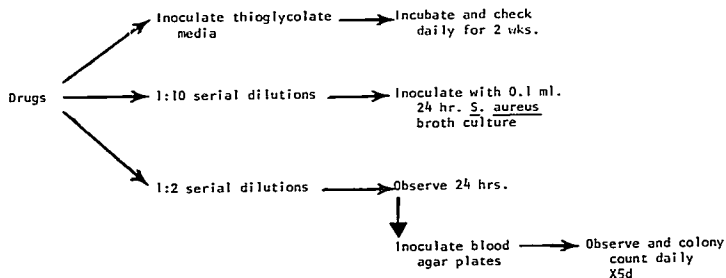 Inoculate thioglycolate
media
Incubate and check
daily for 2 wks.
Drugs
1:10 serial dilutions
Inoculate with 0.1 ml.
24 hr. S. aureus
broth culture
1:2 serial dilutions
Observe 24 hrs.
Inoculate blood
agar plates
Observe and colony
count daily
X5d